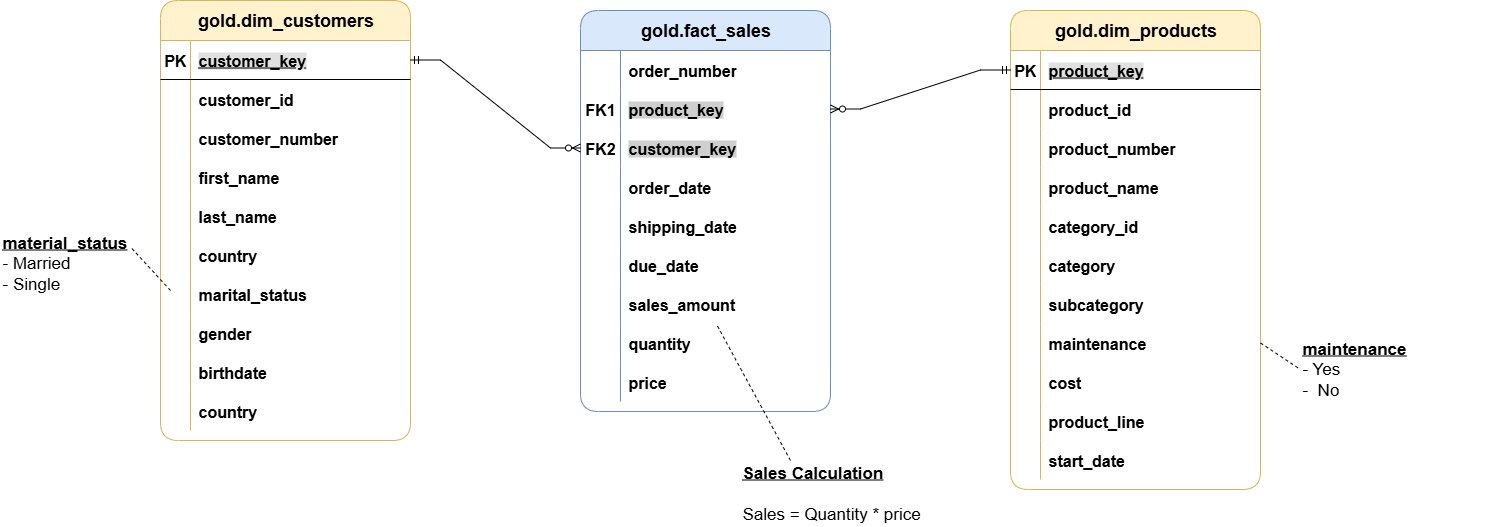 gold.dim_customers
PK customer_key
customer_id
customer_number
first_name
last_name
country
marital_status
gender
birthdate
country
material_status
- Married
- Single
gold.fact_sales
order_number
FK1 product_key
FK2 customer_key
order_date
shipping_date
due_date
sales_amount
quantity
price
Sales Calculation
Sales = Quantity * price
gold.dim_products
PK product_key
product_id
product_number
product_name
category_id
category
subcategory
maintenance
cost
product_line
start_date
maintenance
- Yes
- No